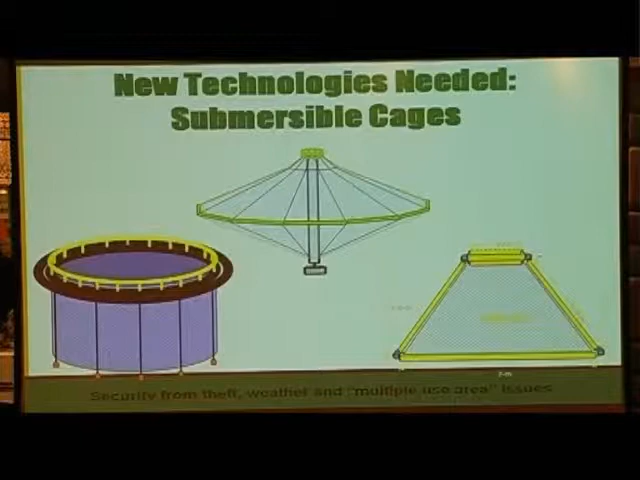 New Technologies Needed:
Submersible Cages
Security from theft, weather and "multiple use area" issues